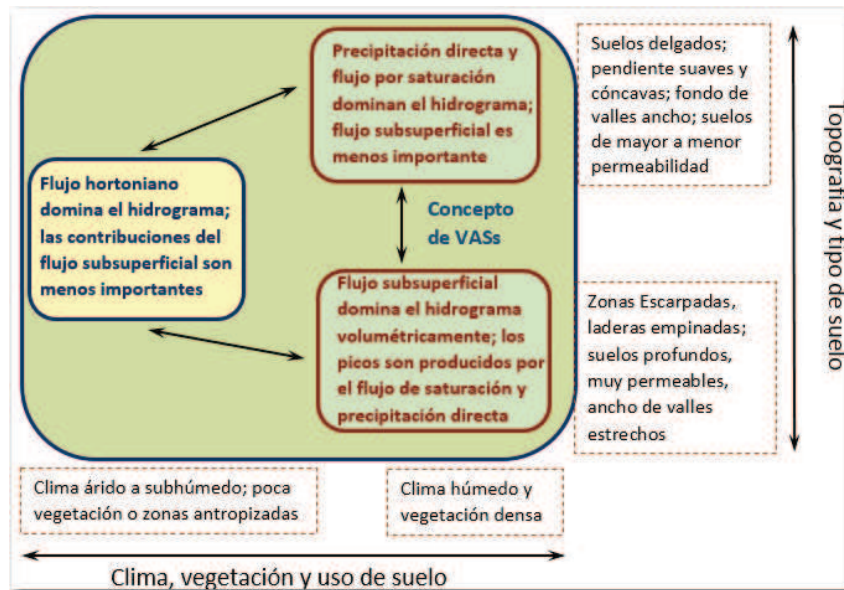 Precipitación directa y
flujo por saturación
dominan el hidrograma;
flujo subsuperficial es
menos importante
Suelos delgados;
pendiente suaves y
cóncavas; fondo de
valles ancho; suelos
de mayor a menor
permeabilidad
Flujo hortoniano
domina el hidrograma;
las contribuciones del
flujo subsuperficial son
menos importantes
Concepto
de VASs
Flujo subsuperficial
domina el hidrograma
volumétricamente; los
picos son producidos por
el flujo de saturación y
precipitación directa
Zonas Escarpadas,
laderas empinadas;
suelos profundos,
muy permeables,
ancho de valles
estrechos
Topografia y tipo de suelo
Clima árido a subhúmedo; poca
vegetación o zonas antropizadas
Clima húmedo y
vegetación densa
Clima, vegetación y uso de suelo